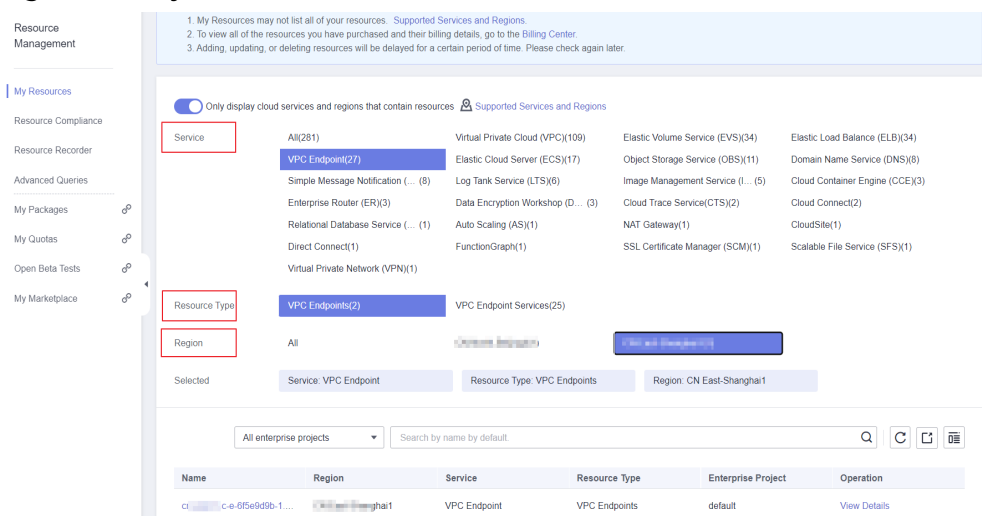 Resource
Management
My Resources
Resource Compliance
Resource Recorder
Advanced Queries
My Packages
My Quotas
Open Beta Tests
My Marketplace
1. My Resources may not list all of your resources. Supported Services and Regions.
2. To view all of the resources you have purchased and their billing details, go to the Billing Center.
3. Adding, updating, or deleting resources will be delayed for a certain period of time. Please check again later.
Only display cloud services and regions that contain resources Supported Services and Regions
Service All(281) Virtual Private Cloud (VPC)(109) Elastic Volume Service (EVS)(34) Elastic Load Balance (ELB)(34)
VPC Endpoint(27) Elastic Cloud Server (ECS)(17) Object Storage Service (OBS)(11) Domain Name Service (DNS)(8)
Simple Message Notification (... (8) Log Tank Service (LTS)(6) Image Management Service (I... (5) Cloud Container Engine (CCE)(3)
Enterprise Router (ER)(3) Data Encryption Workshop (D... (3) Cloud Trace Service(CTS)(2) Cloud Connect(2)
Relational Database Service (... (1) Auto Scaling (AS)(1) NAT Gateway(1) CloudSite(1)
Direct Connect(1) FunctionGraph(1) SSL Certificate Manager (SCM)(1) Scalable File Service (SFS)(1)
Virtual Private Network (VPN)(1)
Resource Type VPC Endpoints(2) VPC Endpoint Services(25)
Region All
Selected Service: VPC Endpoint Resource Type: VPC Endpoints Region: CN East-Shanghai1
All enterprise projects Search by name by default.
Name Region Service Resource Type Enterprise Project Operation
c-e-6f5e9d9b-1... ghai1 VPC Endpoint VPC Endpoints default View Details